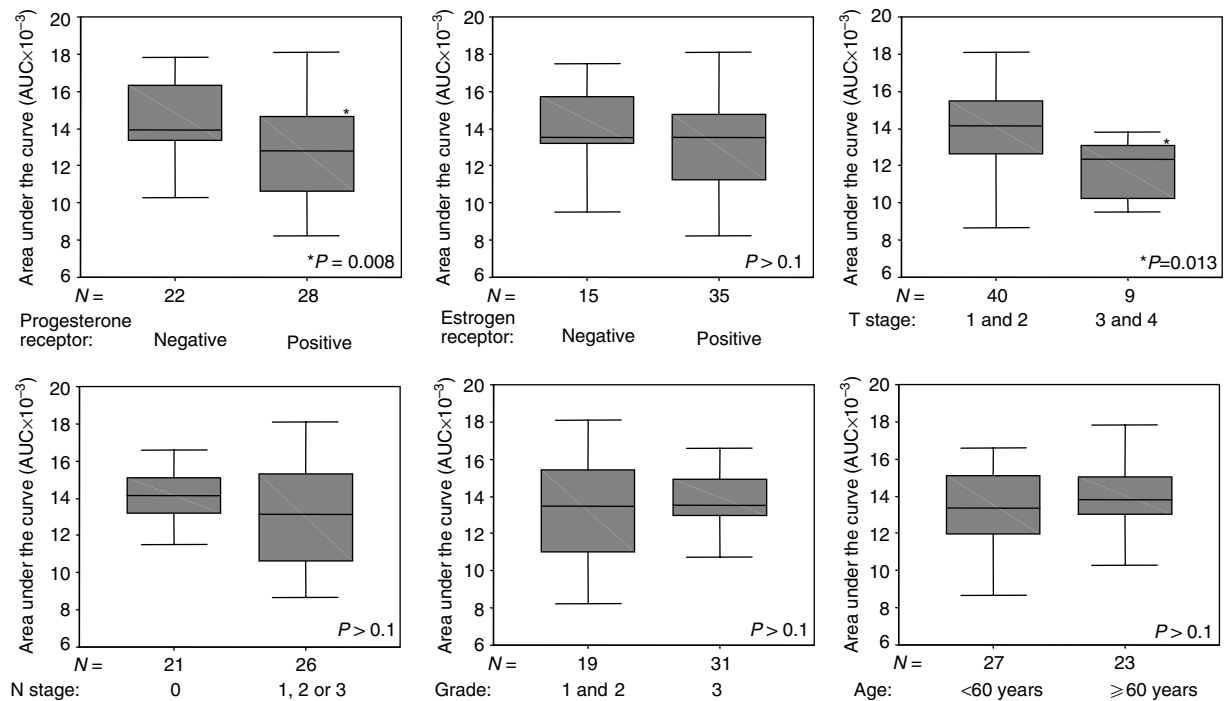 Area under the curve (AUC×10⁻³)
20
18
16
14
12
10
8
6
*
*P = 0.008
N = 22 28
Progesterone
receptor: Negative Positive
Area under the curve (AUC×10⁻³)
20
18
16
14
12
10
8
6
P > 0.1
N = 15 35
Estrogen
receptor: Negative Positive
Area under the curve (AUC×10⁻³)
20
18
16
14
12
10
8
6
*
*P=0.013
N = 40 9
T stage: 1 and 2 3 and 4
Area under the curve (AUC×10⁻³)
20
18
16
14
12
10
8
6
P > 0.1
N = 21 26
N stage: 0 1, 2 or 3
Area under the curve (AUC×10⁻³)
20
18
16
14
12
10
8
6
P > 0.1
N = 19 31
Grade: 1 and 2 3
Area under the curve (AUC×10⁻³)
20
18
16
14
12
10
8
6
P > 0.1
N = 27 23
Age: <60 years ⩾60 years